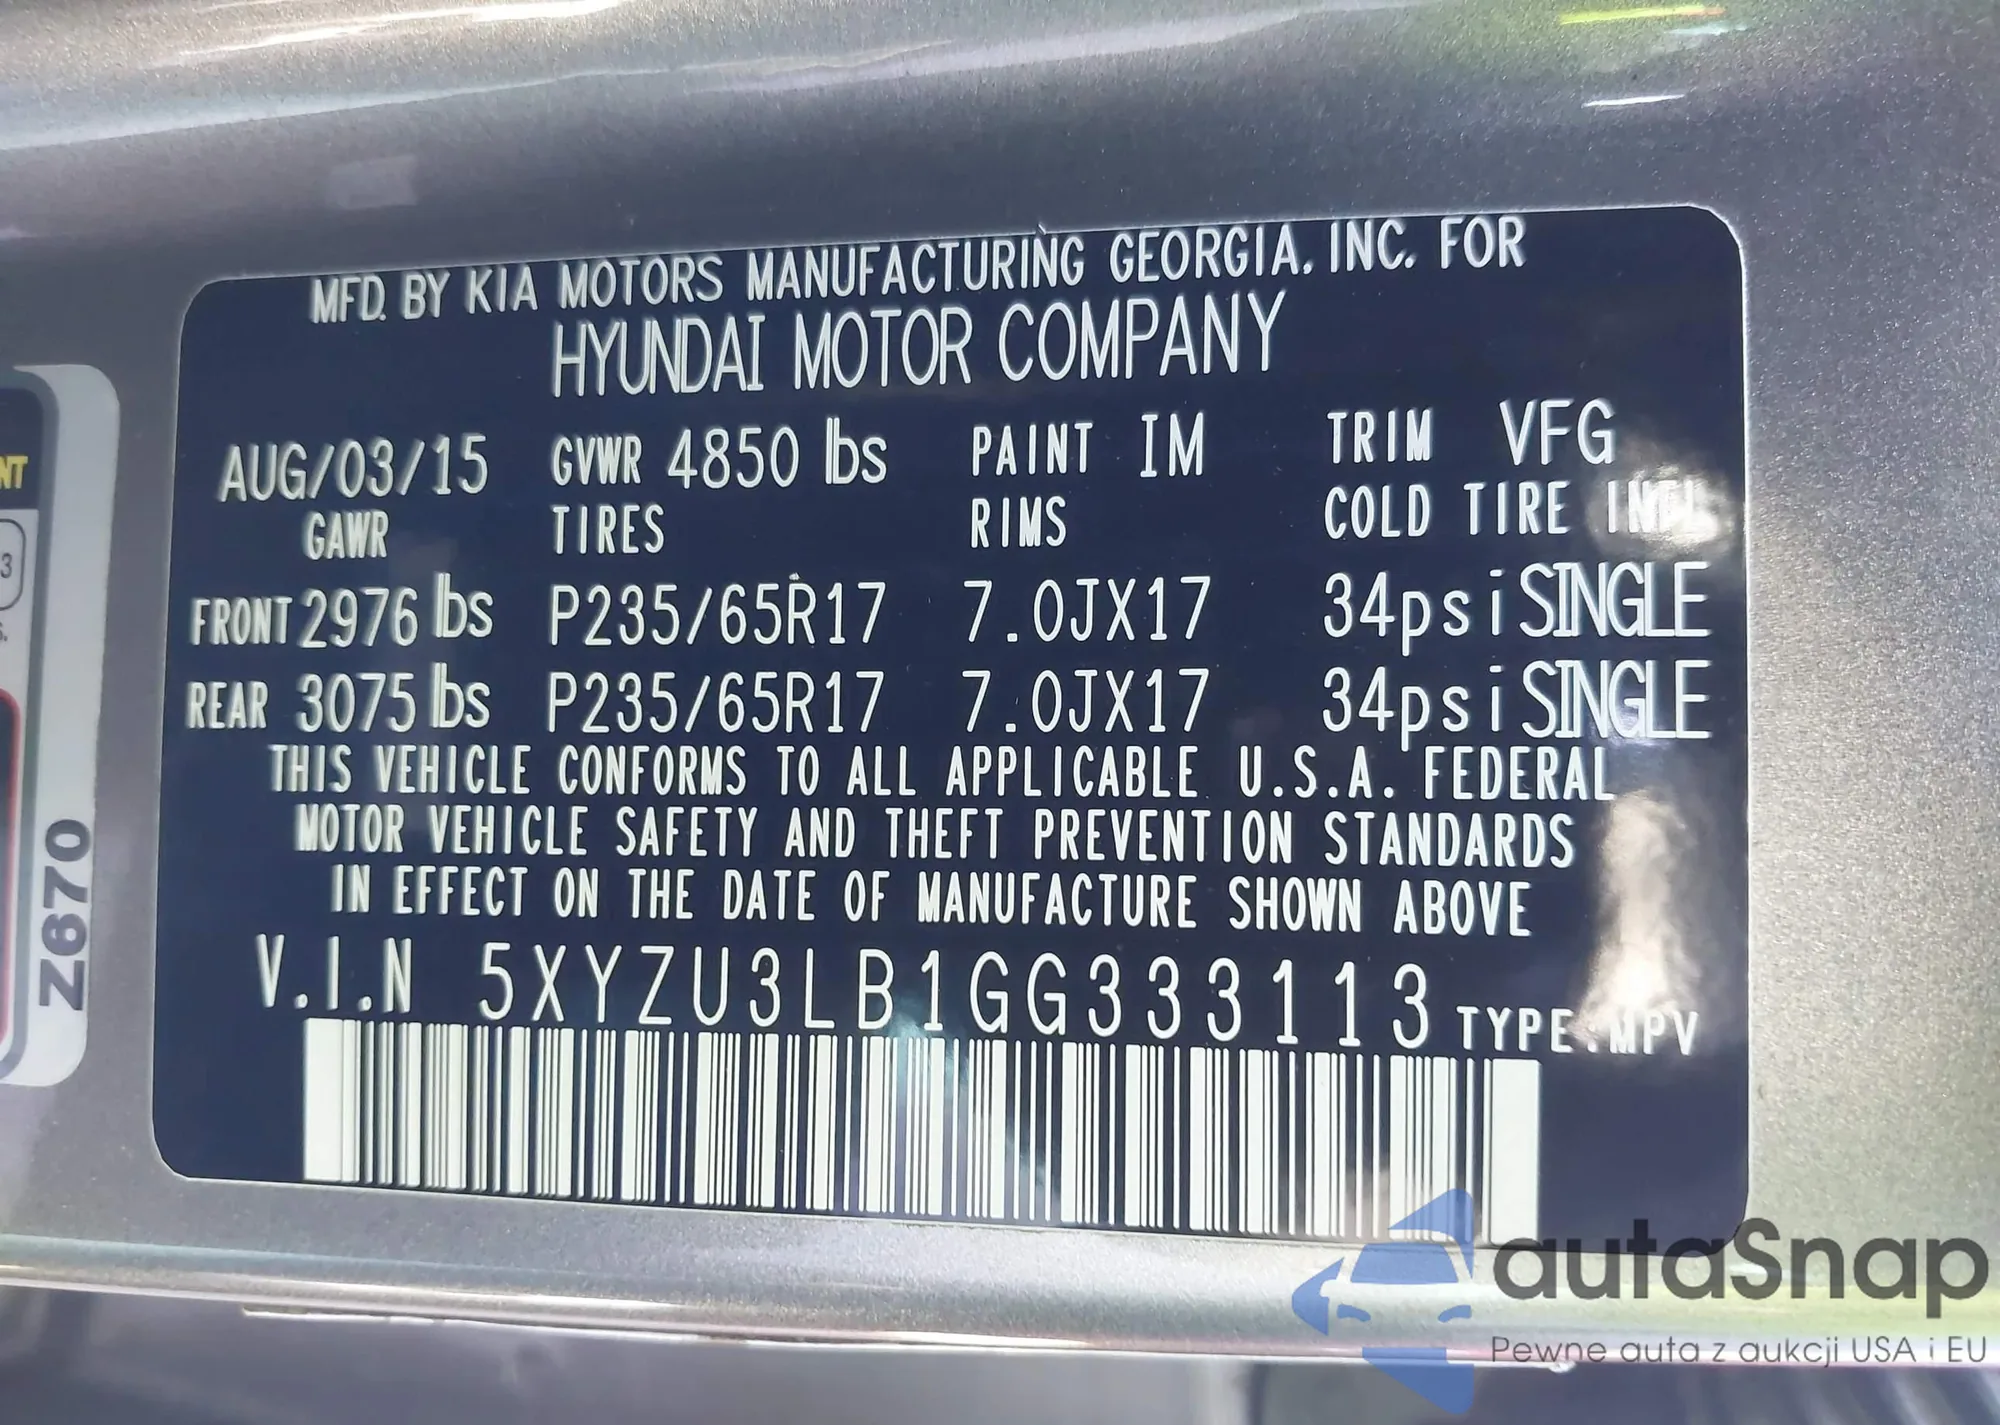 MFD. BY KIA MOTORS MANUFACTURING GEORGIA, INC. FOR
HYUNDAI MOTOR COMPANY
AUG/03/15 GVWR 4850 lbs PAINT IM TRIM VFG
GAWR TIRES RIMS COLD TIRE INFL
FRONT 2976 lbs P235/65R17 7.0JX17 34psi SINGLE
REAR 3075 lbs P235/65R17 7.0JX17 34psi SINGLE
THIS VEHICLE CONFORMS TO ALL APPLICABLE U.S.A. FEDERAL
MOTOR VEHICLE SAFETY AND THEFT PREVENTION STANDARDS
IN EFFECT ON THE DATE OF MANUFACTURE SHOWN ABOVE
V.I.N 5XYZU3LB1GG333113 TYPE:MPV
NT
3
Z670
autaSnap
Pewne auta z aukcji USA i EU